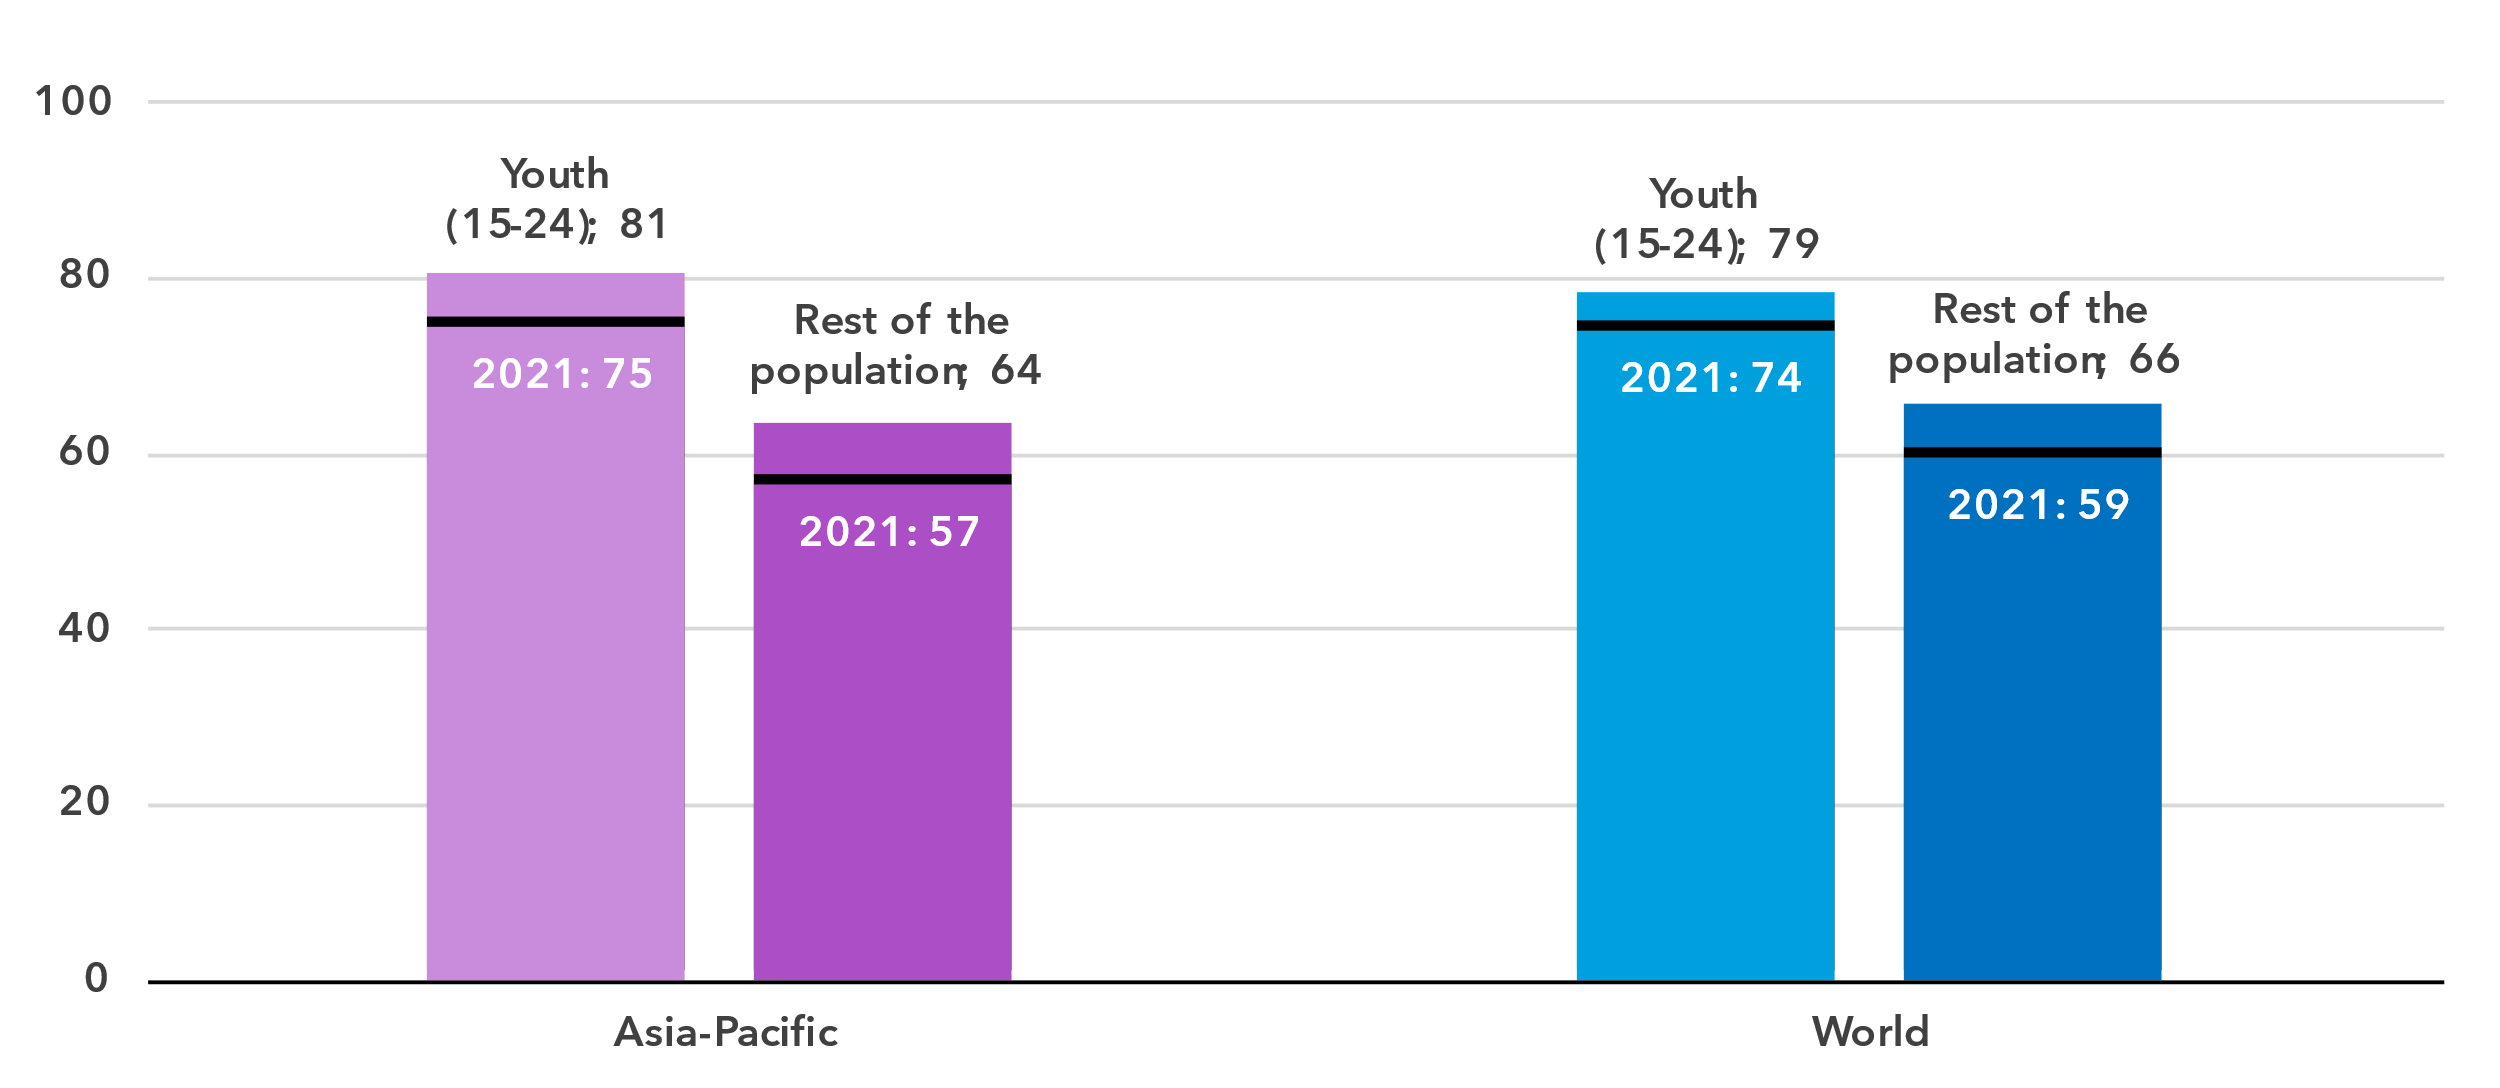 100
80
60
40
20
0
Youth
(15-24); 81
2021: 75
Rest of the
population; 64
2021: 57
Youth
(15-24); 79
2021: 74
Rest of the
population; 66
2021: 59
Asia-Pacific
World